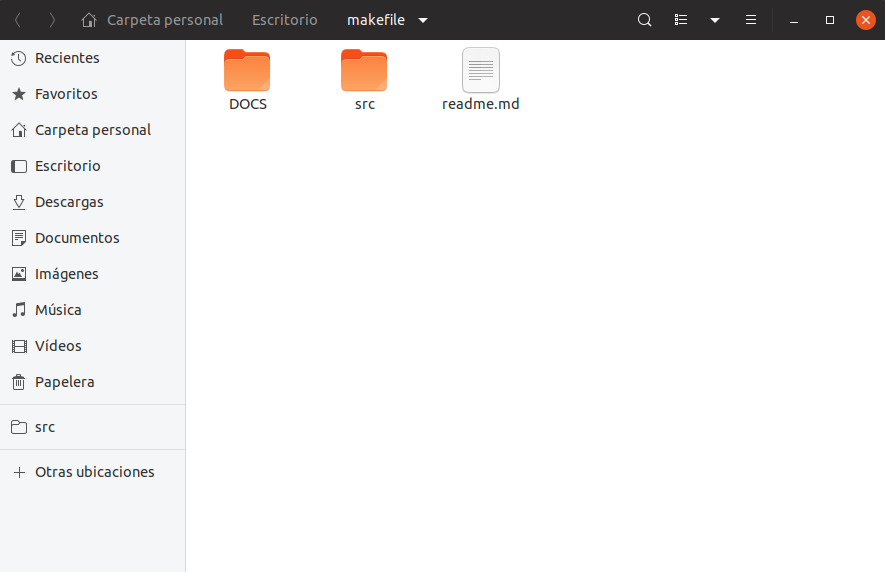 Carpeta personal Escritorio makefile
Recientes
Favoritos
Carpeta personal
Escritorio
Descargas
Documentos
Imágenes
Música
Vídeos
Papelera
src
Otras ubicaciones
DOCS src readme.md